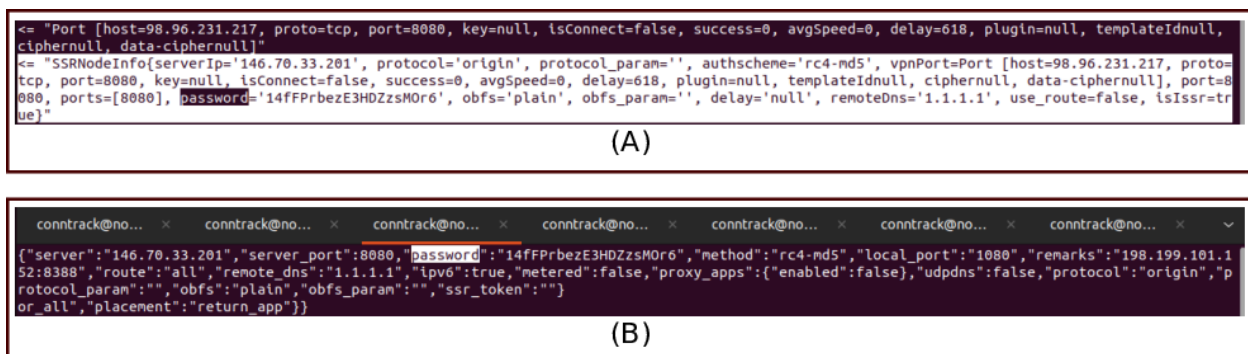 <= "Port [host=98.96.231.217, proto=tcp, port=8080, key=null, isConnect=false, success=0, avgSpeed=0, delay=618, plugin=null, templateIdnull,
ciphernull, data-ciphernull]"
<= "SSRNodeInfo{serverIp='146.70.33.201', protocol='origin', protocol_param='', authscheme='rc4-md5', vpnPort=Port [host=98.96.231.217, proto=
tcp, port=8080, key=null, isConnect=false, success=0, avgSpeed=0, delay=618, plugin=null, templateIdnull, ciphernull, data-ciphernull], port=8
080, ports=[8080], password='14fFPrbezE3HDZzsMOr6', obfs='plain', obfs_param='', delay='null', remoteDns='1.1.1.1', use_route=false, isIssr=tr
ue}"
(A)
conntrack@no... × conntrack@no... × conntrack@no... × conntrack@no... × conntrack@no... × conntrack@no... × conntrack@no... ×
{"server":"146.70.33.201","server_port":8080,"password":"14fFPrbezE3HDZzsMOr6","method":"rc4-md5","local_port":"1080","remarks":"198.199.101.1
52:8388","route":"all","remote_dns":"1.1.1.1","ipv6":true,"metered":false,"proxy_apps":{"enabled":false},"udpdns":false,"protocol":"origin","p
rotocol_param":"","obfs":"plain","obfs_param":"","ssr_token":""}
or_all","placement":"return_app"}}
(B)